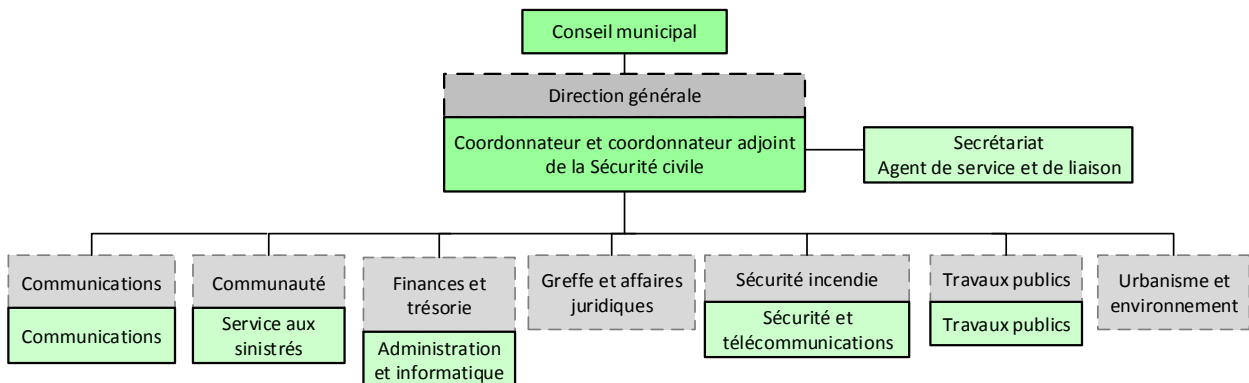 Conseil municipal
Direction générale
Coordonnateur et coordonnateur adjoint
de la Sécurité civile
Secrétariat
Agent de service et de liaison
Communications
Communications
Communauté
Service aux
sinistrés
Finances et
trésorie
Administration
et informatique
Greffe et affaires
juridiques
Sécurité incendie
Sécurité et
télécommunications
Travaux publics
Travaux publics
Urbanisme et
environnement